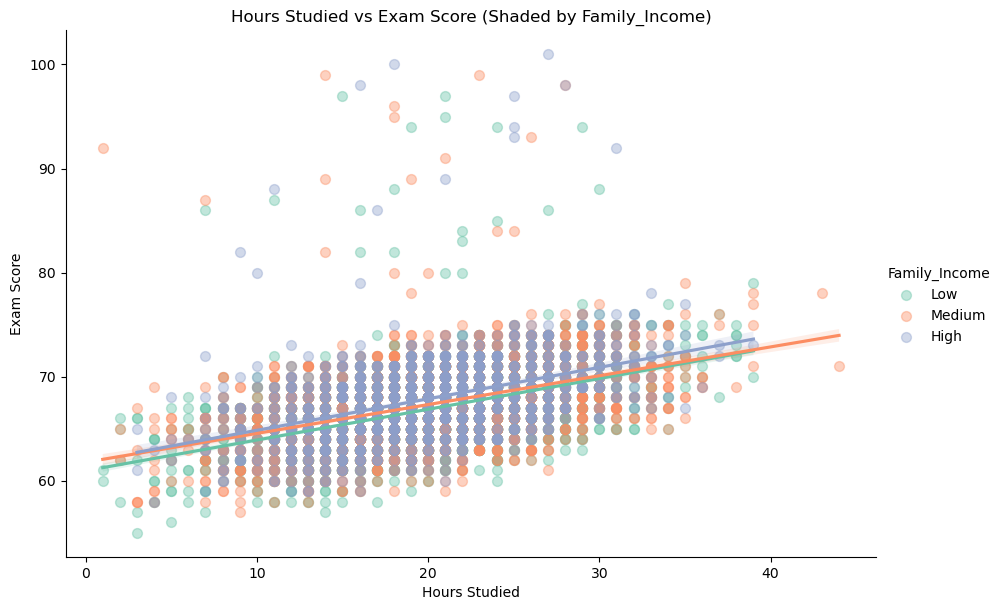 Hours Studied vs Exam Score (Shaded by Family_Income)
100
90
80
70
60
Exam Score
0 10 20 30 40
Hours Studied
Family_Income
Low
Medium
High